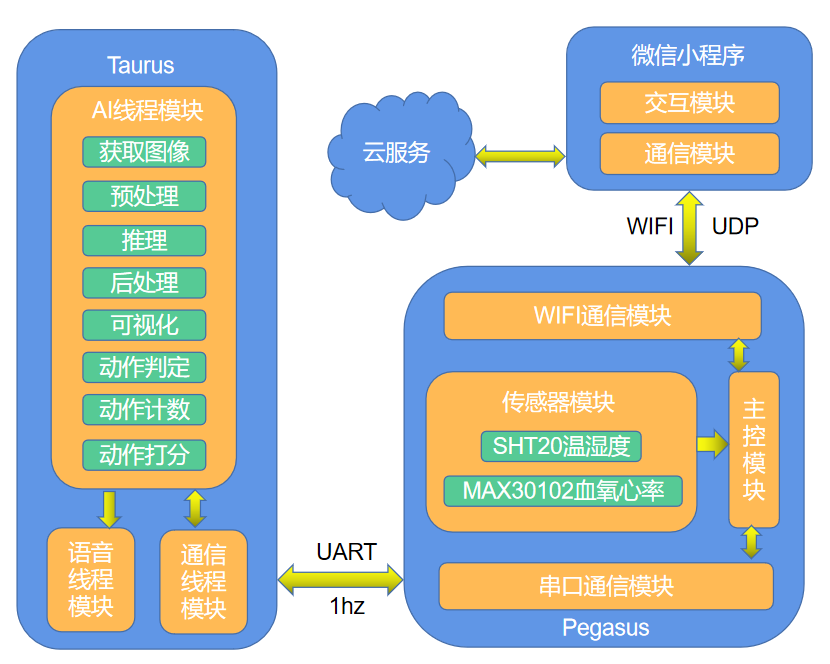 Taurus
AI线程模块
获取图像
预处理
推理
后处理
可视化
动作判定
动作计数
动作打分
语音
线程
模块
通信
线程
模块
云服务
微信小程序
交互模块
通信模块
WIFI UDP
UART
1hz
WIFI通信模块
传感器模块
SHT20温湿度
MAX30102血氧心率
主
控
模
块
串口通信模块
Pegasus